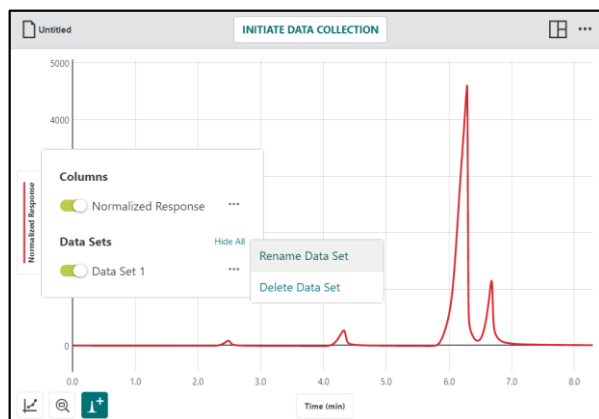 Untitled
INITIATE DATA COLLECTION
5000
4000
Columns
Normalized Response
Data Sets
Hide All
Data Set 1
Rename Data Set
Delete Data Set
Normalized Response
0
0.0 1.0 2.0 3.0 4.0 5.0 6.0 7.0 8.0
Time (min)